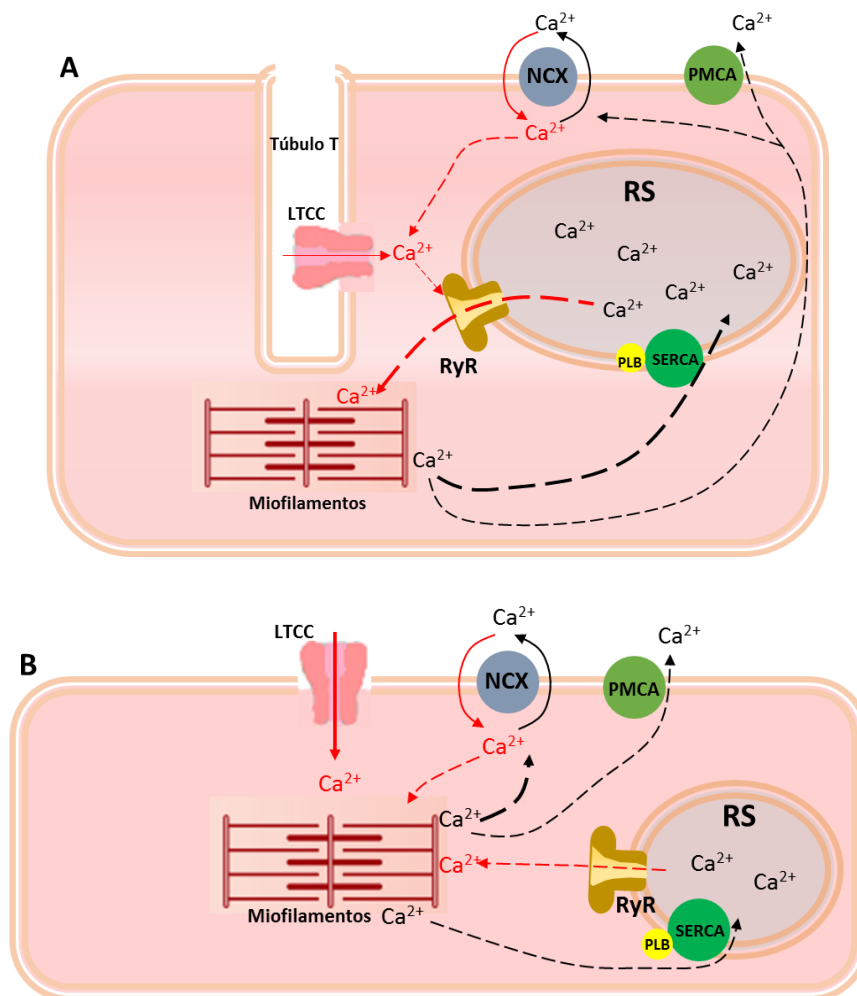 A
Ca²⁺
Ca²⁺
NCX
PMCA
Túbulo T
Ca²⁺
RS
LTCC
Ca²⁺
Ca²⁺
Ca²⁺
Ca²⁺
Ca²⁺
Ca²⁺
RyR
PLB
SERCA
Ca²⁺
Ca²⁺
Miofilamentos
B
LTCC
Ca²⁺
Ca²⁺
NCX
PMCA
Ca²⁺
Ca²⁺
Ca²⁺
RS
Ca²⁺
Ca²⁺
Ca²⁺
RyR
Miofilamentos
Ca²⁺
PLB
SERCA